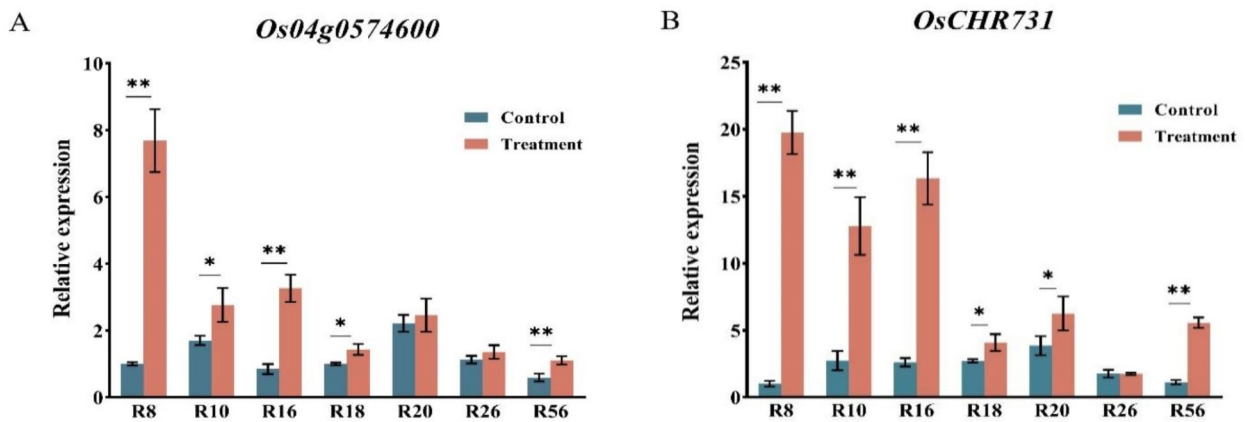 A
Os04g0574600
Relative expression
10
8
6
4
2
0
**
*
**
*
**
Control
Treatment
R8 R10 R16 R18 R20 R26 R56
B
OsCHR731
Relative expression
25
20
15
10
5
0
**
**
**
*
*
**
Control
Treatment
R8 R10 R16 R18 R20 R26 R56